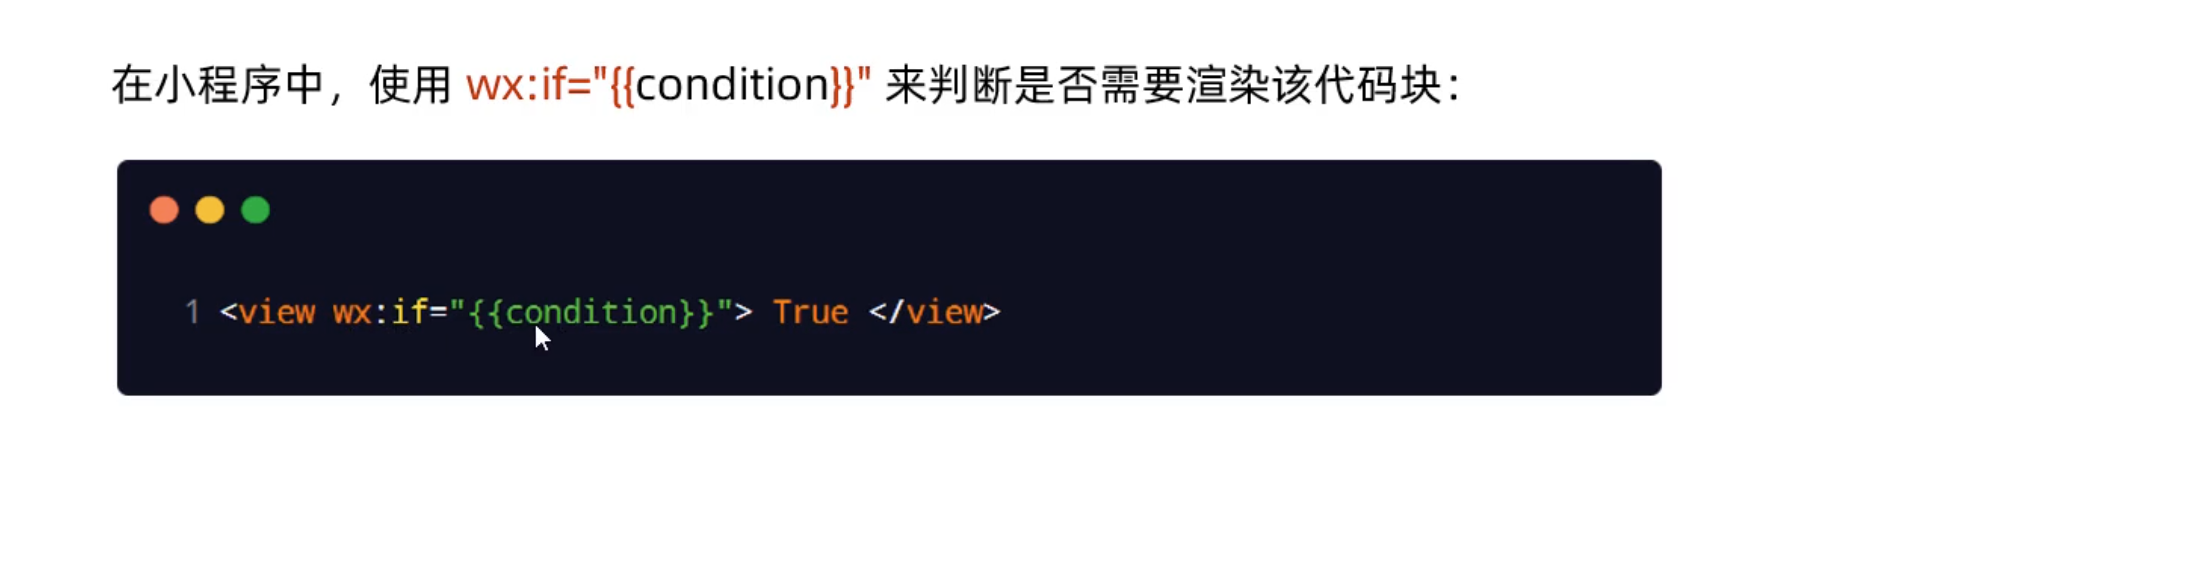 在小程序中，使用 wx:if="{{condition}}" 来判断是否需要渲染该代码块：
1 <view wx:if="{{condition}}"> True </view>